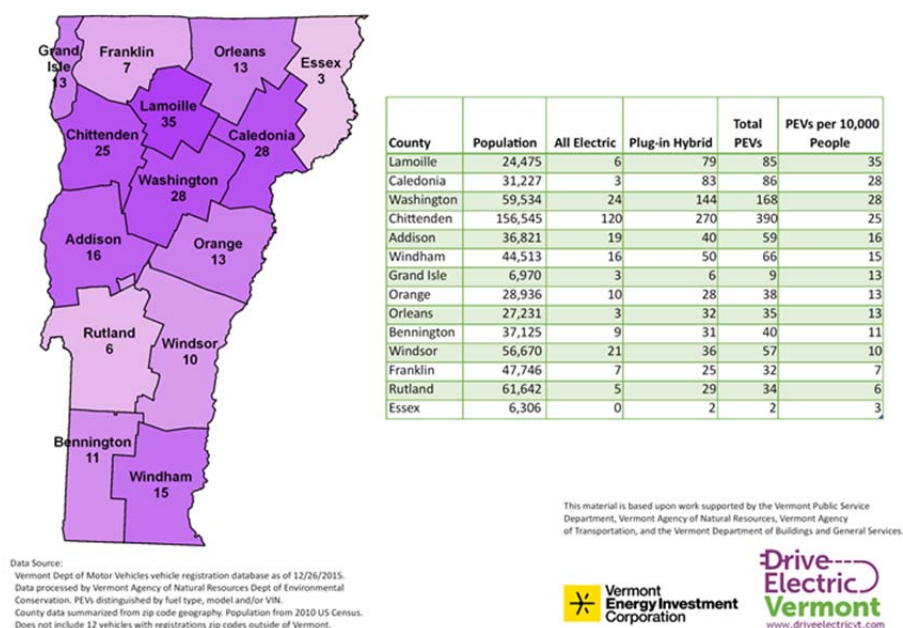 Grand
Isle
13
Franklin
7
Orleans
13
Essex
3
Lamoille
35
Chittenden
25
Caledonia
28
Washington
28
Addison
16
Orange
13
Rutland
6
Windsor
10
Bennington
11
Windham
15
County Population All Electric Plug-in Hybrid Total PEVs PEVs per 10,000 People
Lamoille 24,475 6 79 85 35
Caledonia 31,227 3 83 86 28
Washington 59,534 24 144 168 28
Chittenden 156,545 120 270 390 25
Addison 36,821 19 40 59 16
Windham 44,513 16 50 66 15
Grand Isle 6,970 3 6 9 13
Orange 28,936 10 28 38 13
Orleans 27,231 3 32 35 13
Bennington 37,125 9 31 40 11
Windsor 56,670 21 36 57 10
Franklin 47,746 7 25 32 7
Rutland 61,642 5 29 34 6
Essex 6,306 0 2 2 3
This material is based upon work supported by the Vermont Public Service
Department, Vermont Agency of Natural Resources, Vermont Agency
of Transportation, and the Vermont Department of Buildings and General Services.
Data Source:
Vermont Dept of Motor Vehicles vehicle registration database as of 12/26/2015.
Data processed by Vermont Agency of Natural Resources Dept of Environmental
Conservation. PEVs distinguished by fuel type, model and/or VIN.
County data summarized from zip code geography. Population from 2010 US Census.
Does not include 12 vehicles with registrations zip codes outside of Vermont.
Vermont
Energy Investment
Corporation
Drive
Electric
Vermont
www.driveelectricvt.com